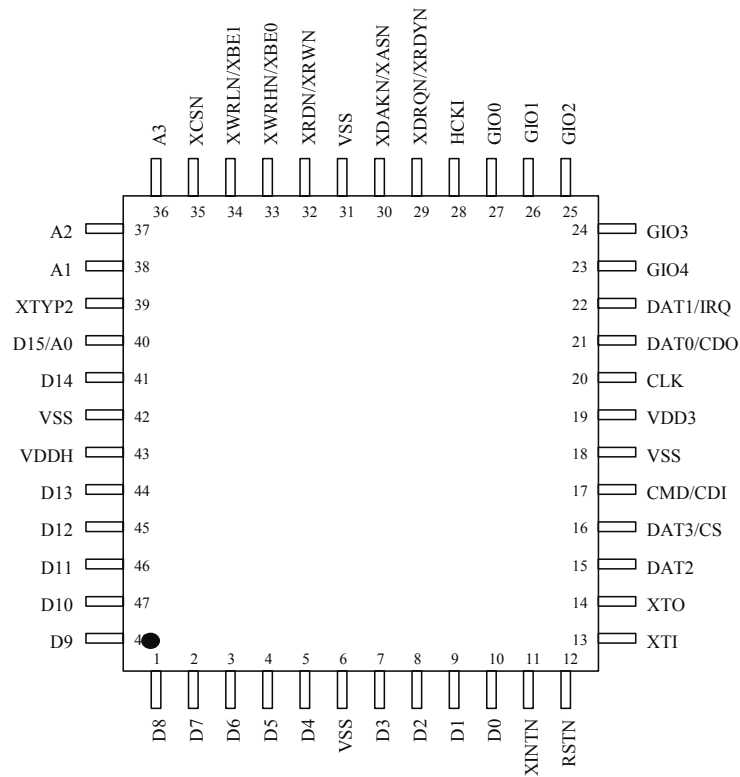 A3
XCSN
XWRLN/XBE1
XWRHN/XBE0
XRDN/XRWN
VSS
XDAKN/XASN
XDRQN/XRDYN
HCKI
GIO0
GIO1
GIO2
36 35 34 33 32 31 30 29 28 27 26 25
A2 37 24 GIO3
A1 38 23 GIO4
XTYP2 39 22 DAT1/IRQ
D15/A0 40 21 DAT0/CDO
D14 41 20 CLK
VSS 42 19 VDD3
VDDH 43 18 VSS
D13 44 17 CMD/CDI
D12 45 16 DAT3/CS
D11 46 15 DAT2
D10 47 14 XTO
D9 4 13 XTI
1 2 3 4 5 6 7 8 9 10 11 12
D8
D7
D6
D5
D4
VSS
D3
D2
D1
D0
XINTN
RSTN